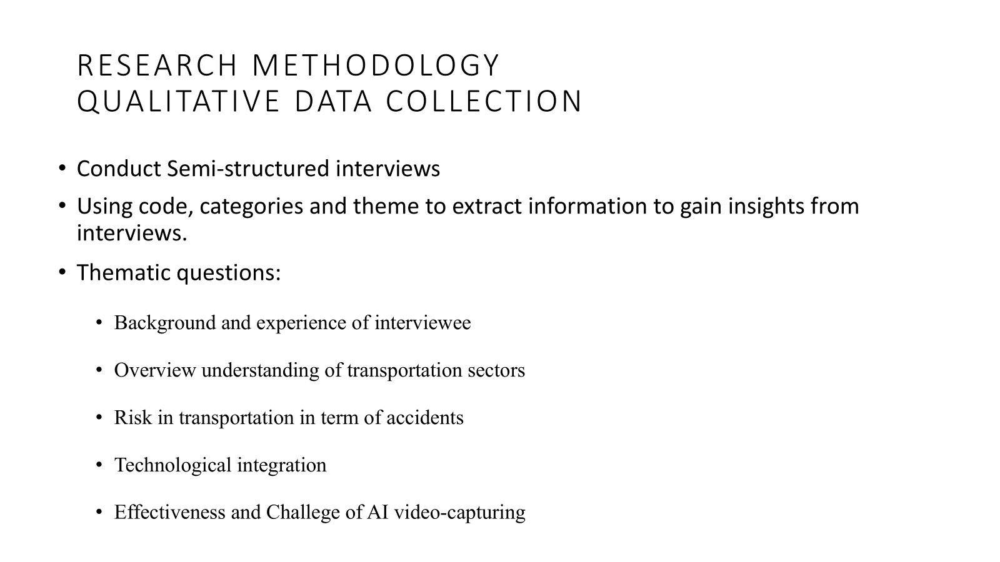 RESEARCH METHODOLOGY
QUALITATIVE DATA COLLECTION
• Conduct Semi-structured interviews
• Using code, categories and theme to extract information to gain insights from
interviews.
• Thematic questions:
• Background and experience of interviewee
• Overview understanding of transportation sectors
• Risk in transportation in term of accidents
• Technological integration
• Effectiveness and Challege of AI video-capturing